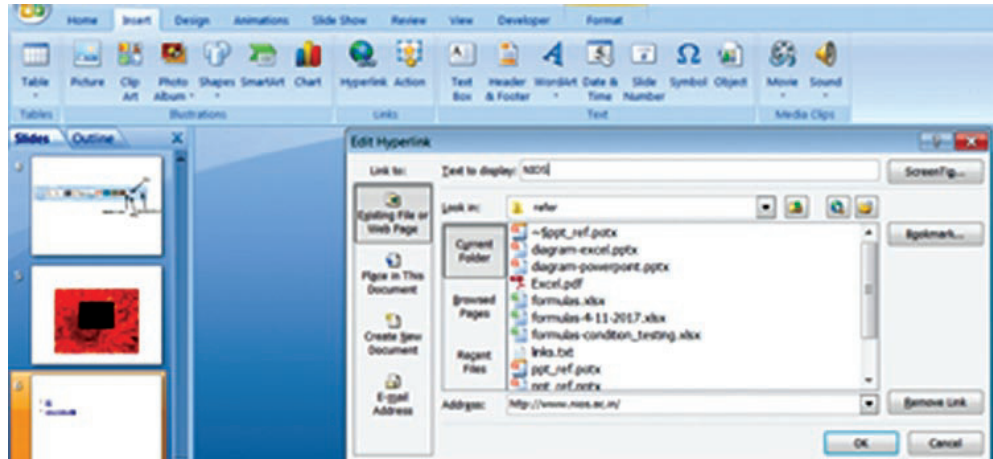 Home Insert Design Animations Slide Show Review View Developer Format
Table Picture Clip Art Photo Album Shapes SmartArt Chart Hyperlink Action Text Box Header & Footer WordArt Date & Time Slide Number Symbol Object Movie Sound
Tables Illustrations Links Text Media Clips
Slides Outline X
Edit Hyperlink
Link to: Text to display: NIOS ScreenTip...
Existing File or Web Page
Look in: refer
Bookmark...
Current Folder
~$ppt_ref.potx
diagram-excel.pptx
diagram-powerpoint.pptx
Excel.pdf
Place in This Document
Browsed Pages
formulas.xlsx
formulas-4-11-2017.xlsx
formulas-condition_testing.xlsx
Create New Document
Recent Files
links.txt
ppt_ref.potx
ppt_ref.pptx
E-mail Address
Address: http://www.nios.ac.in/ Remove Link
OK Cancel
5
6